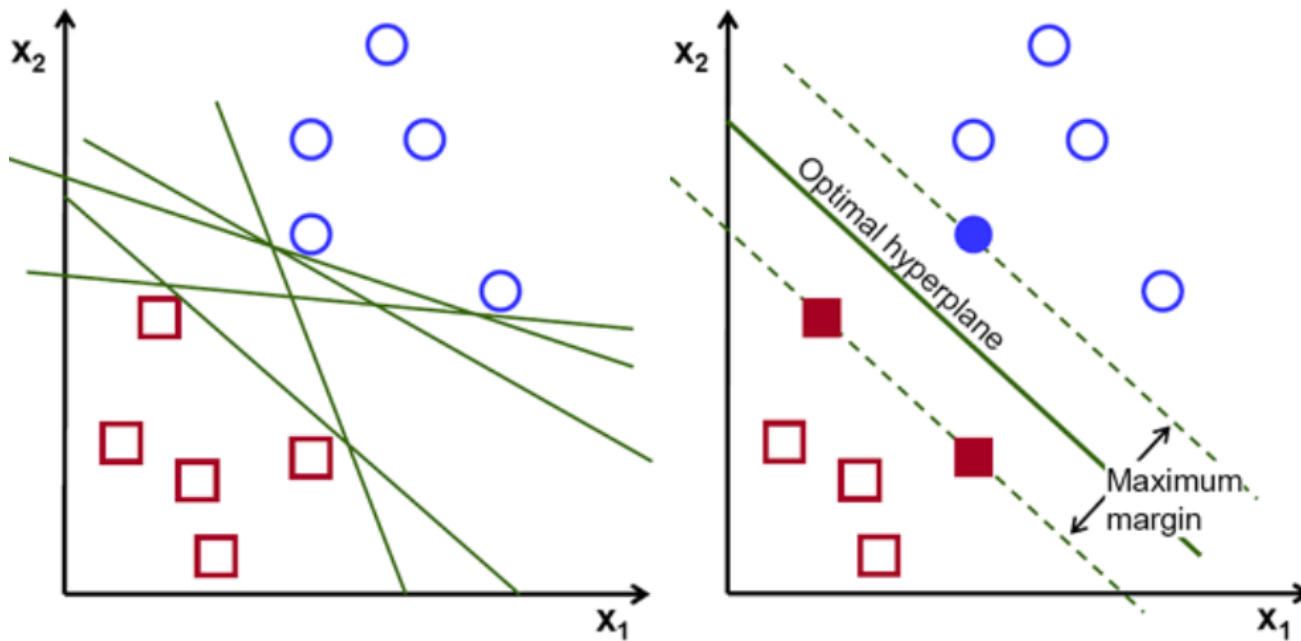 x₂
x₁
x₂
Optimal hyperplane
Maximum
margin
x₁